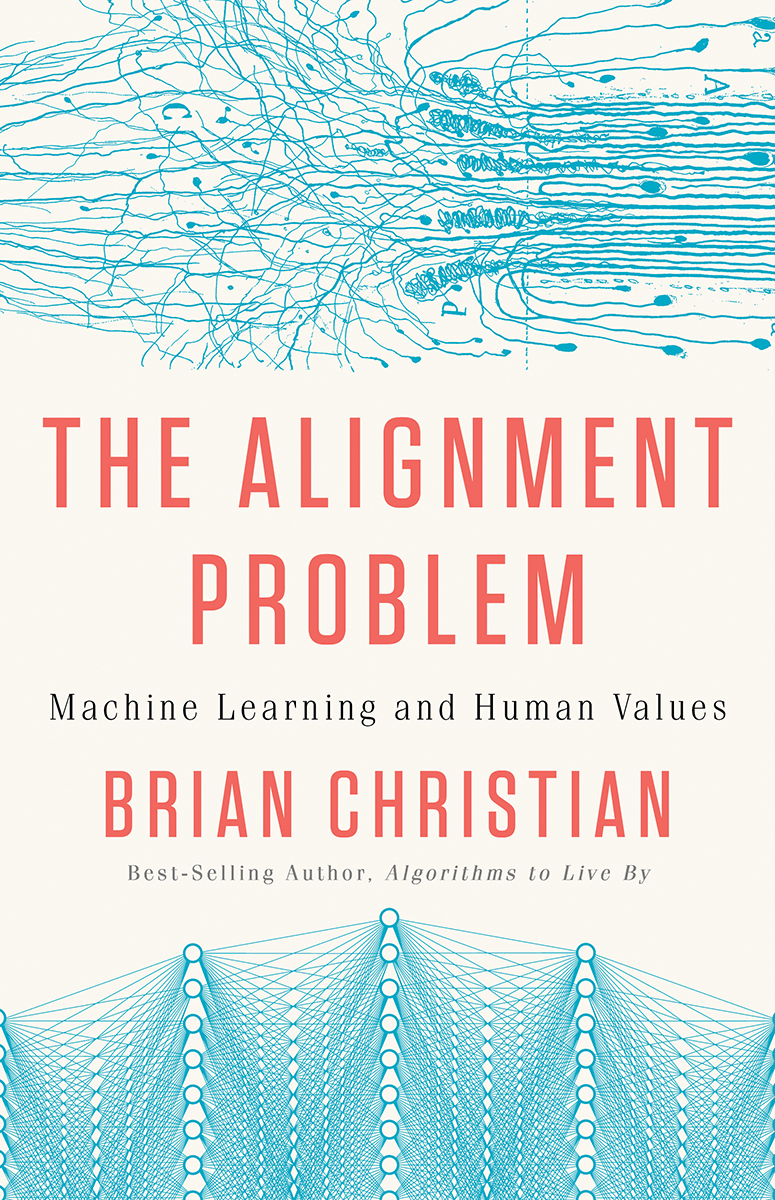 A
a
C
P
THE ALIGNMENT
PROBLEM
Machine Learning and Human Values
BRIAN CHRISTIAN
Best-Selling Author, Algorithms to Live By